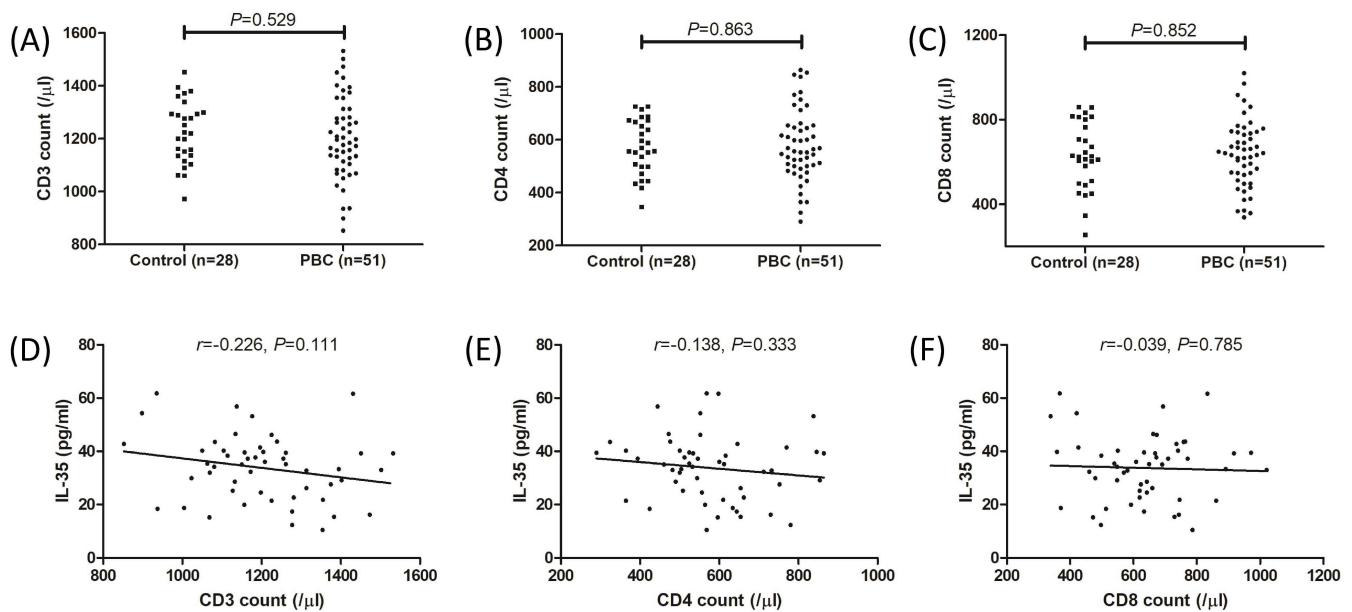 (A)
P=0.529
CD3 count (/μl)
1600
1400
1200
1000
800
Control (n=28)
PBC (n=51)
(B)
P=0.863
CD4 count (/μl)
1000
800
600
400
200
Control (n=28)
PBC (n=51)
(C)
P=0.852
CD8 count (/μl)
1200
800
400
Control (n=28)
PBC (n=51)
(D)
r=-0.226, P=0.111
IL-35 (pg/ml)
80
60
40
20
0
800 1000 1200 1400 1600
CD3 count (/μl)
(E)
r=-0.138, P=0.333
IL-35 (pg/ml)
80
60
40
20
0
200 400 600 800 1000
CD4 count (/μl)
(F)
r=-0.039, P=0.785
IL-35 (pg/ml)
80
60
40
20
0
200 400 600 800 1000 1200
CD8 count (/μl)